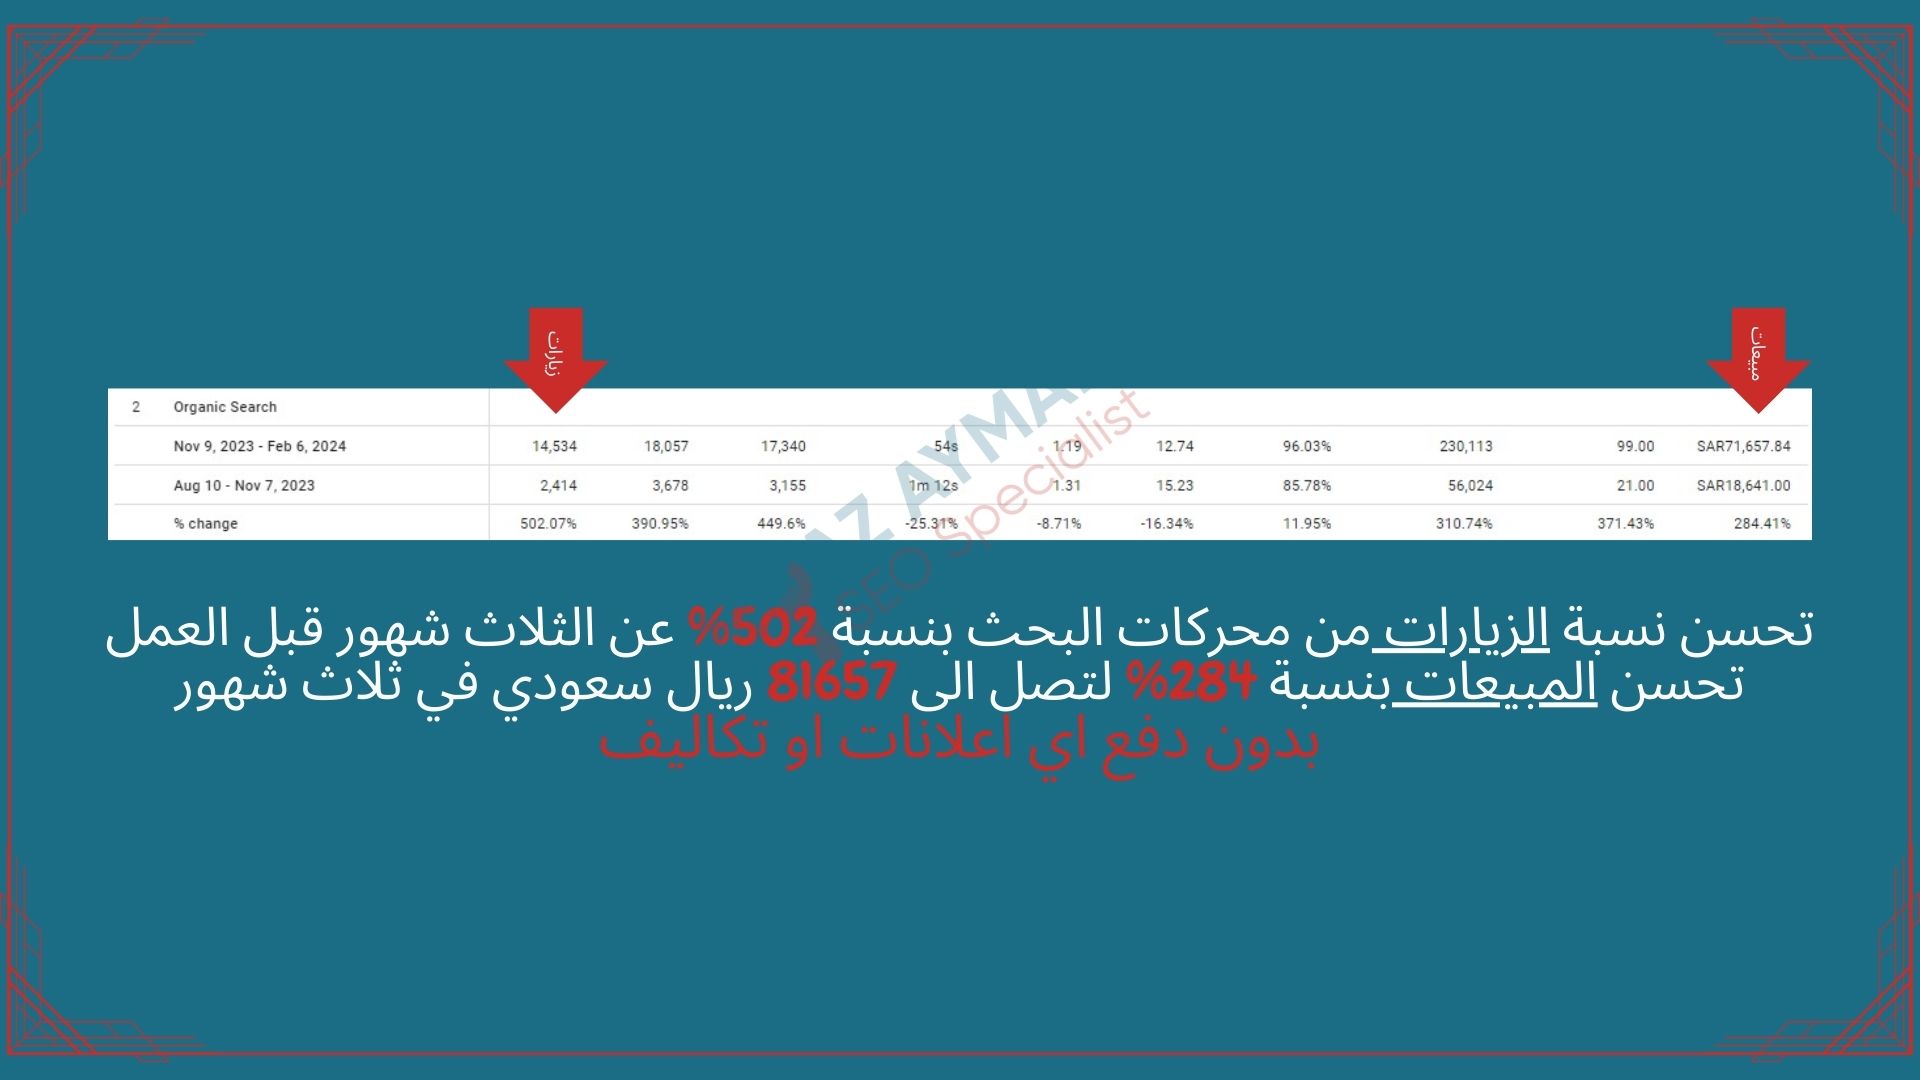 زيارات
مبيعات
2 Organic Search
Nov 9, 2023 - Feb 6, 2024 14,534 18,057 17,340 54s 1.19 12.74 96.03% 230,113 99.00 SAR71,657.84
Aug 10 - Nov 7, 2023 2,414 3,678 3,155 1m 12s 1.31 15.23 85.78% 56,024 21.00 SAR18,641.00
% change 502.07% 390.95% 449.6% -25.31% -8.71% -16.34% 11.95% 310.74% 371.43% 284.41%
AZ AYMA
SEO Specialist
تحسن نسبة الزيارات من محركات البحث بنسبة 502% عن الثلاث شهور قبل العمل
تحسن المبيعات بنسبة 284% لتصل الى 81657 ريال سعودي في ثلاث شهور
بدون دفع اي اعلانات او تكاليف